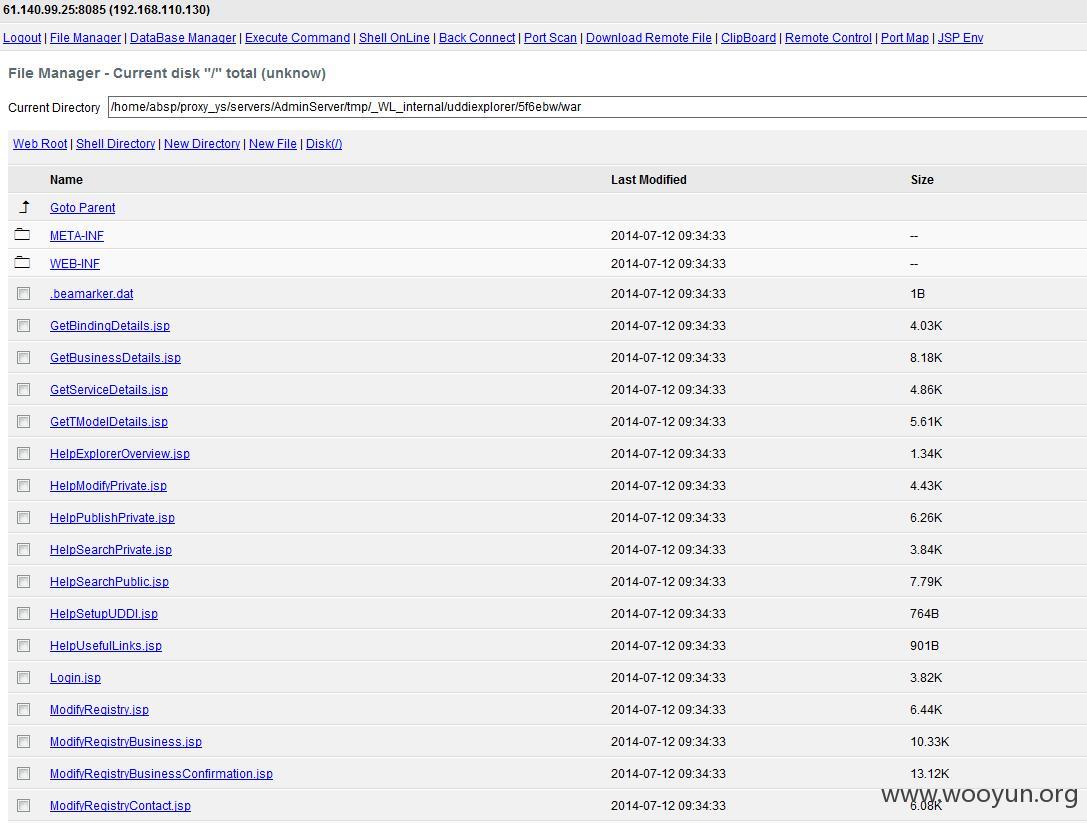 61.140.99.25:8085 (192.168.110.130)
Logout | File Manager | DataBase Manager | Execute Command | Shell OnLine | Back Connect | Port Scan | Download Remote File | ClipBoard | Remote Control | Port Map | JSP Env
File Manager - Current disk "/" total (unknow)
Current Directory /home/absp/proxy_ys/servers/AdminServer/tmp/_WL_internal/uddiexplorer/5f6ebw/war
Web Root | Shell Directory | New Directory | New File | Disk(/)
Name Last Modified Size
Goto Parent
META-INF 2014-07-12 09:34:33 --
WEB-INF 2014-07-12 09:34:33 --
.beamarker.dat 2014-07-12 09:34:33 1B
GetBindingDetails.jsp 2014-07-12 09:34:33 4.03K
GetBusinessDetails.jsp 2014-07-12 09:34:33 8.18K
GetServiceDetails.jsp 2014-07-12 09:34:33 4.86K
GetTModelDetails.jsp 2014-07-12 09:34:33 5.61K
HelpExplorerOverview.jsp 2014-07-12 09:34:33 1.34K
HelpModifyPrivate.jsp 2014-07-12 09:34:33 4.43K
HelpPublishPrivate.jsp 2014-07-12 09:34:33 6.26K
HelpSearchPrivate.jsp 2014-07-12 09:34:33 3.84K
HelpSearchPublic.jsp 2014-07-12 09:34:33 7.79K
HelpSetupUDDI.jsp 2014-07-12 09:34:33 764B
HelpUsefulLinks.jsp 2014-07-12 09:34:33 901B
Login.jsp 2014-07-12 09:34:33 3.82K
ModifyRegistry.jsp 2014-07-12 09:34:33 6.44K
ModifyRegistryBusiness.jsp 2014-07-12 09:34:33 10.33K
ModifyRegistryBusinessConfirmation.jsp 2014-07-12 09:34:33 13.12K
ModifyRegistryContact.jsp 2014-07-12 09:34:33 6.08K
www.wooyun.org